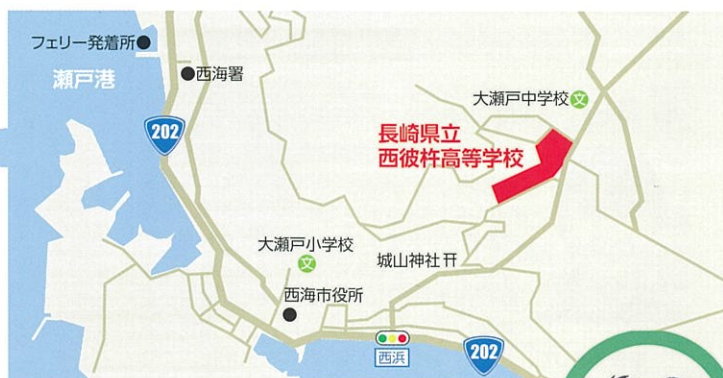 フェリー発着所
瀬戸港
西海署
202
大瀬戸中学校
文
長崎県立
西彼杵高等学校
大瀬戸小学校
文
城山神社
西海市役所
西浜
202